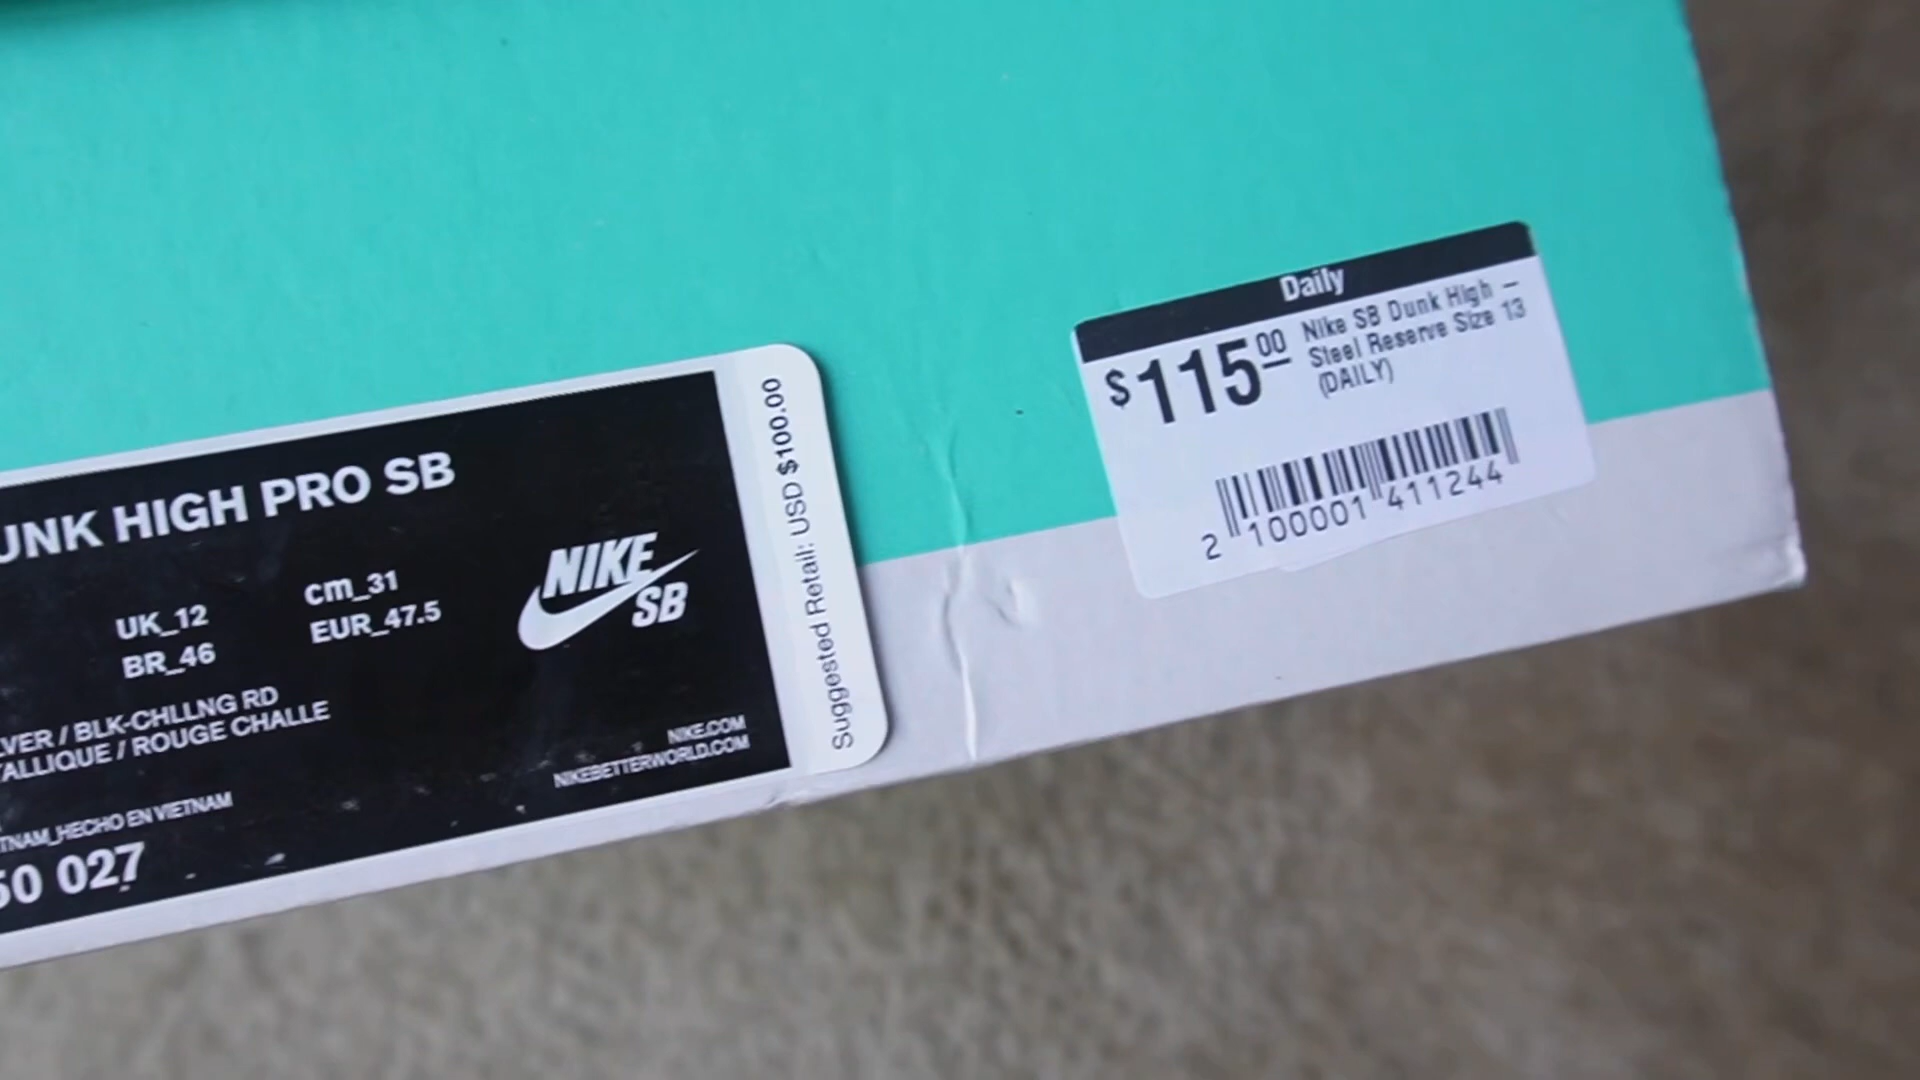 UNK HIGH PRO SB
UK_12
cm_31
BR_46
EUR_47.5
NIKE
SB
LVER / BLK-CHLLNG RD
TALLIQUE / ROUGE CHALLE
NIKE.COM
NIKEBETTERWORLD.COM
TNAM_HECHO EN VIETNAM
50 027
Suggested Retail: USD $100.00
Daily
$115.00
Nike SB Dunk High –
Steel Reserve Size 13
(DAILY)
2 100001 411244